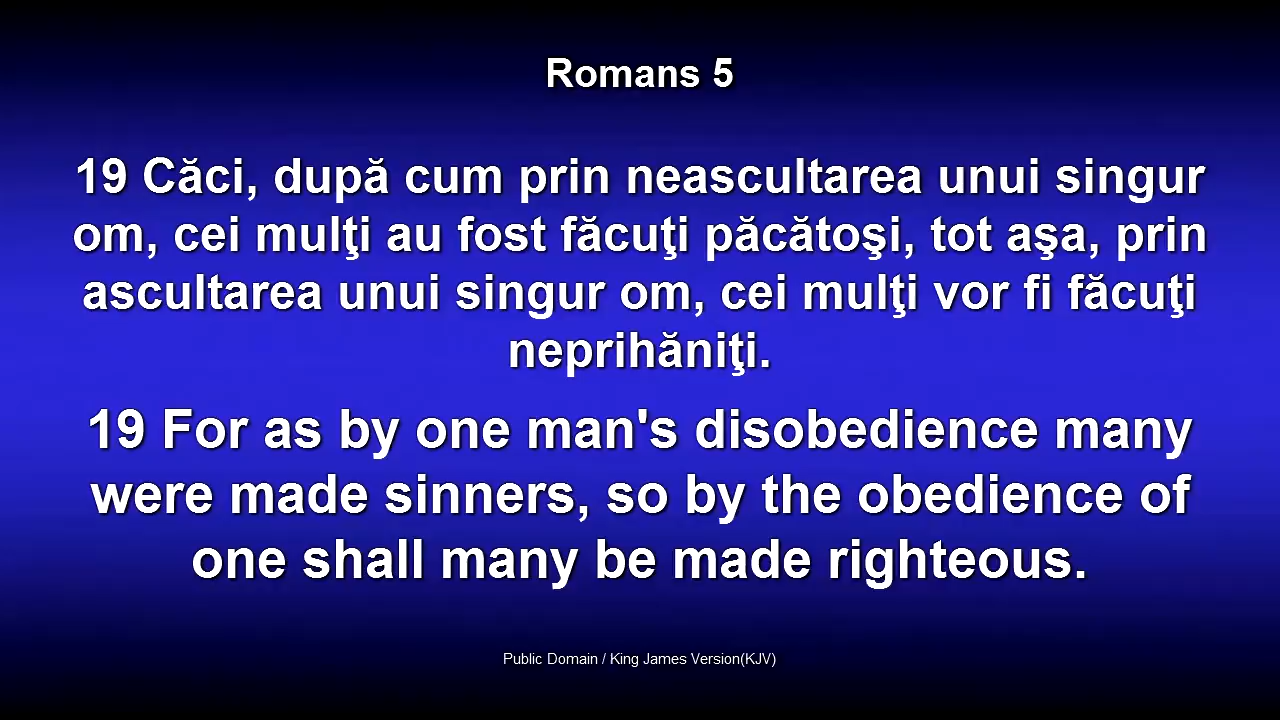 Romans 5
19 Căci, după cum prin neascultarea unui singur
om, cei mulţi au fost făcuţi păcătoşi, tot aşa, prin
ascultarea unui singur om, cei mulţi vor fi făcuţi
neprihăniţi.
19 For as by one man's disobedience many
were made sinners, so by the obedience of
one shall many be made righteous.
Public Domain / King James Version(KJV)